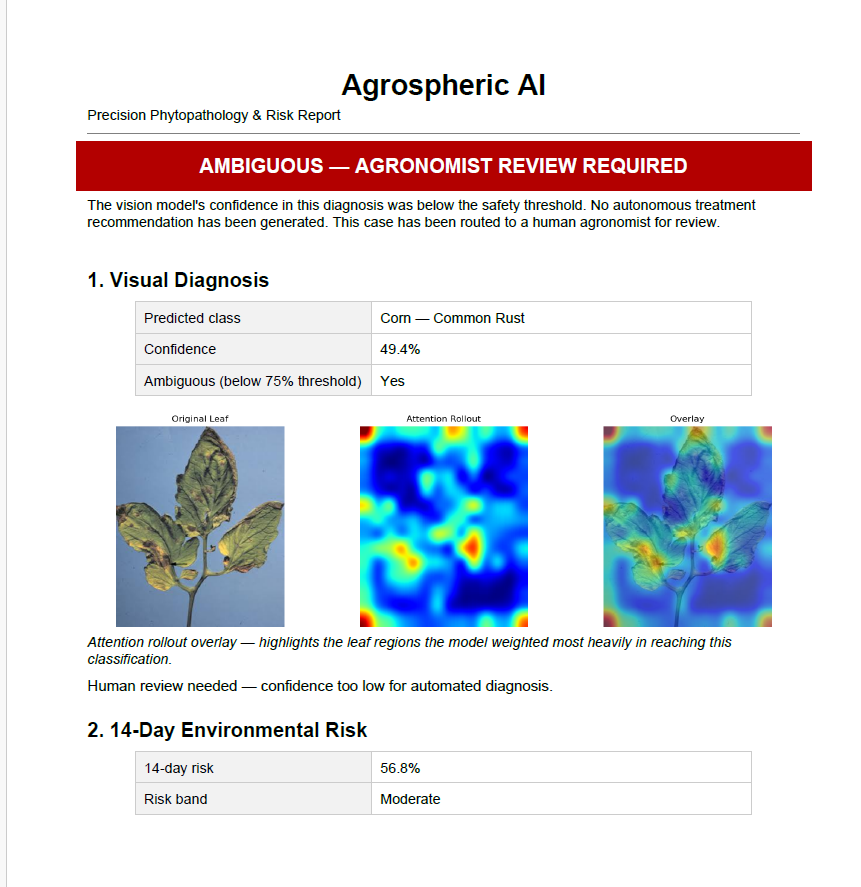 Agrospheric AI
Precision Phytopathology & Risk Report
AMBIGUOUS — AGRONOMIST REVIEW REQUIRED
The vision model's confidence in this diagnosis was below the safety threshold. No autonomous treatment
recommendation has been generated. This case has been routed to a human agronomist for review.
1. Visual Diagnosis
Predicted class Corn — Common Rust
Confidence 49.4%
Ambiguous (below 75% threshold) Yes
Original Leaf Attention Rollout Overlay
Attention rollout overlay — highlights the leaf regions the model weighted most heavily in reaching this
classification.
Human review needed — confidence too low for automated diagnosis.
2. 14-Day Environmental Risk
14-day risk 56.8%
Risk band Moderate